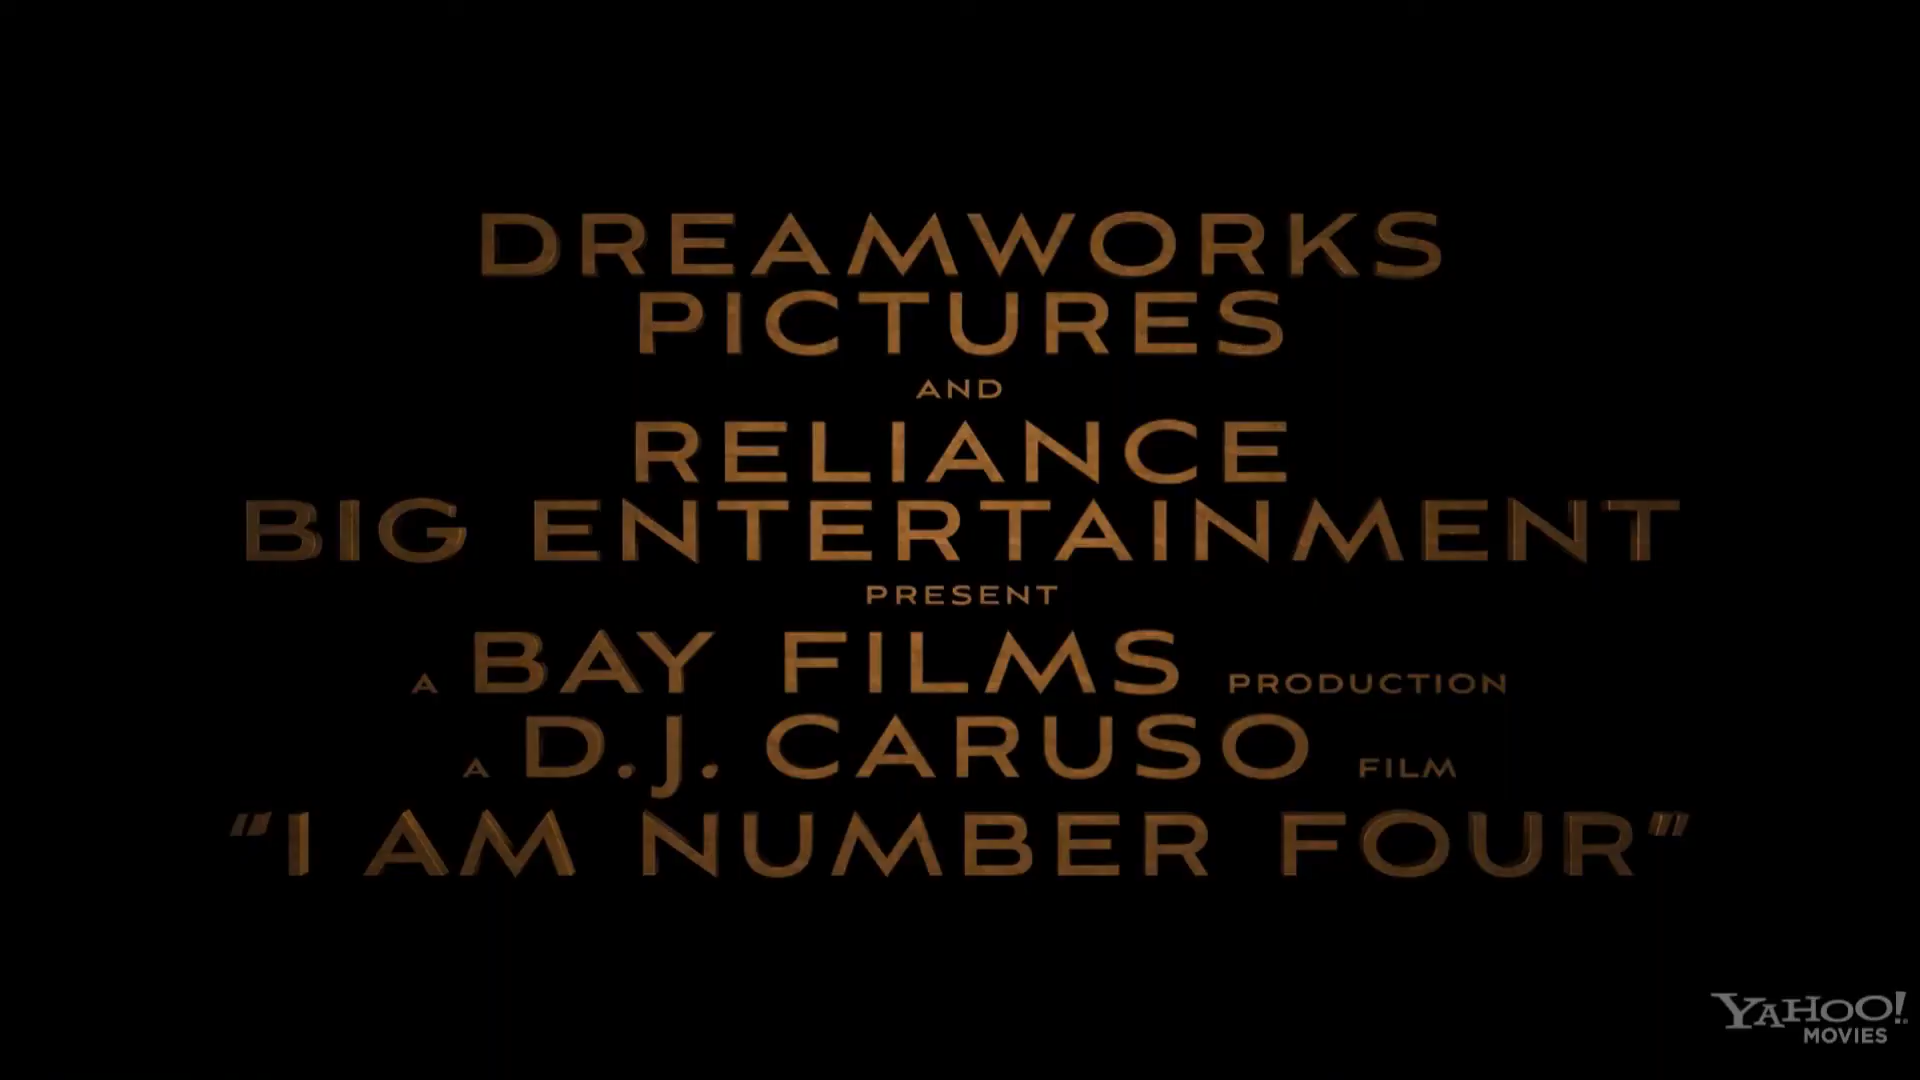 DREAMWORKS
PICTURES
AND
RELIANCE
BIG ENTERTAINMENT
PRESENT
A BAY FILMS PRODUCTION
A D.J. CARUSO FILM
“I AM NUMBER FOUR”
YAHOO!
MOVIES